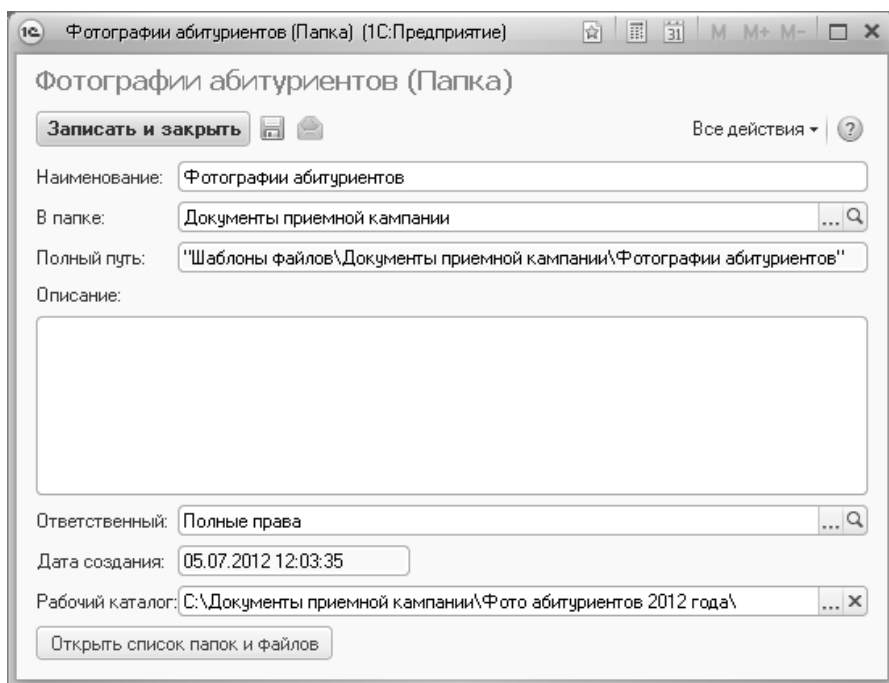 1С Фотографии абитуриентов (Папка) (1С:Предприятие) 31 M M+ M-
Фотографии абитуриентов (Папка)
Записать и закрыть Все действия ?
Наименование: Фотографии абитуриентов
В папке: Документы приемной кампании ...
Полный путь: "Шаблоны файлов\Документы приемной кампании\Фотографии абитуриентов"
Описание:
Ответственный: Полные права ...
Дата создания: 05.07.2012 12:03:35
Рабочий каталог: C:\Документы приемной кампании\Фото абитуриентов 2012 года\ ...
Открыть список папок и файлов